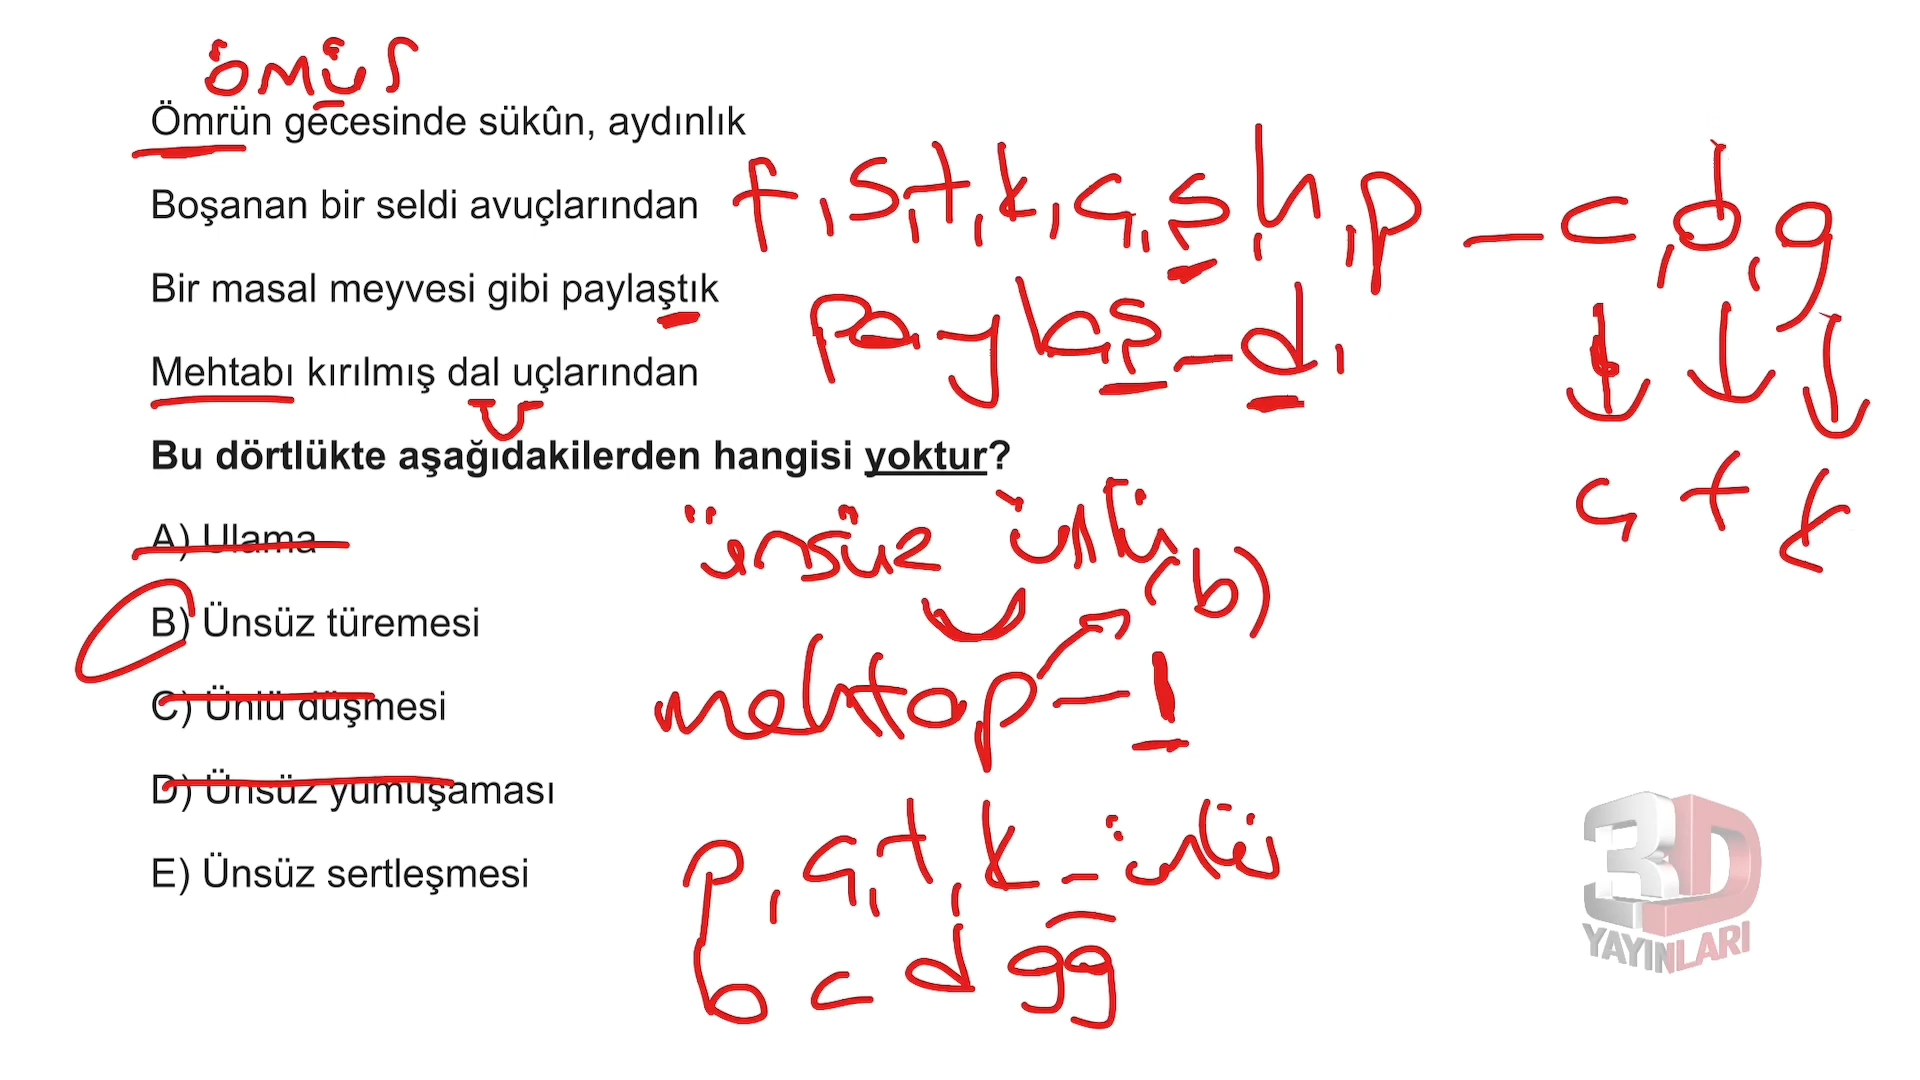 ömür
Ömrün gecesinde sükûn, aydınlık
Boşanan bir seldi avuçlarından
f, s, t, k, ç, ş, h, p – c, d, g
Bir masal meyvesi gibi paylaştık
paylaş – dı
Mehtabı kırılmış dal uçlarından
Bu dörtlükte aşağıdakilerden hangisi yoktur?
ç t k
A) Ulama
ünsüz ünlü
(b)
B) Ünsüz türemesi
mehtap – ı
C) Ünlü düşmesi
D) Ünsüz yumuşaması
p, ç, t, k – ünlü
E) Ünsüz sertleşmesi
b c d gğ
3D
YAYINLARI